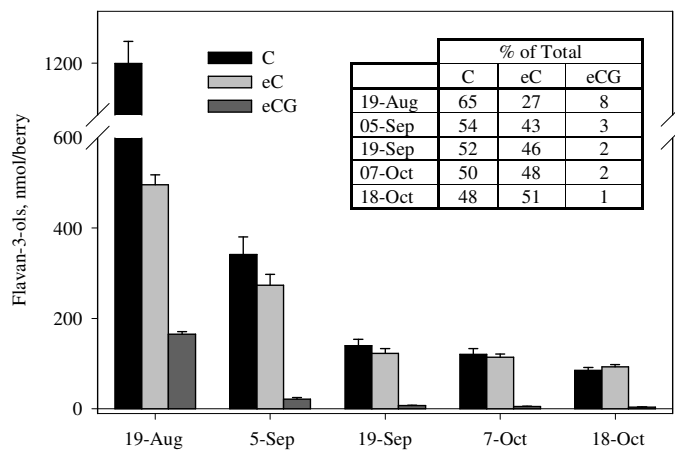 Flavan-3-ols, nmol/berry
1200
600
400
200
0
C
eC
eCG
% of Total
C eC eCG
19-Aug 65 27 8
05-Sep 54 43 3
19-Sep 52 46 2
07-Oct 50 48 2
18-Oct 48 51 1
19-Aug 5-Sep 19-Sep 7-Oct 18-Oct